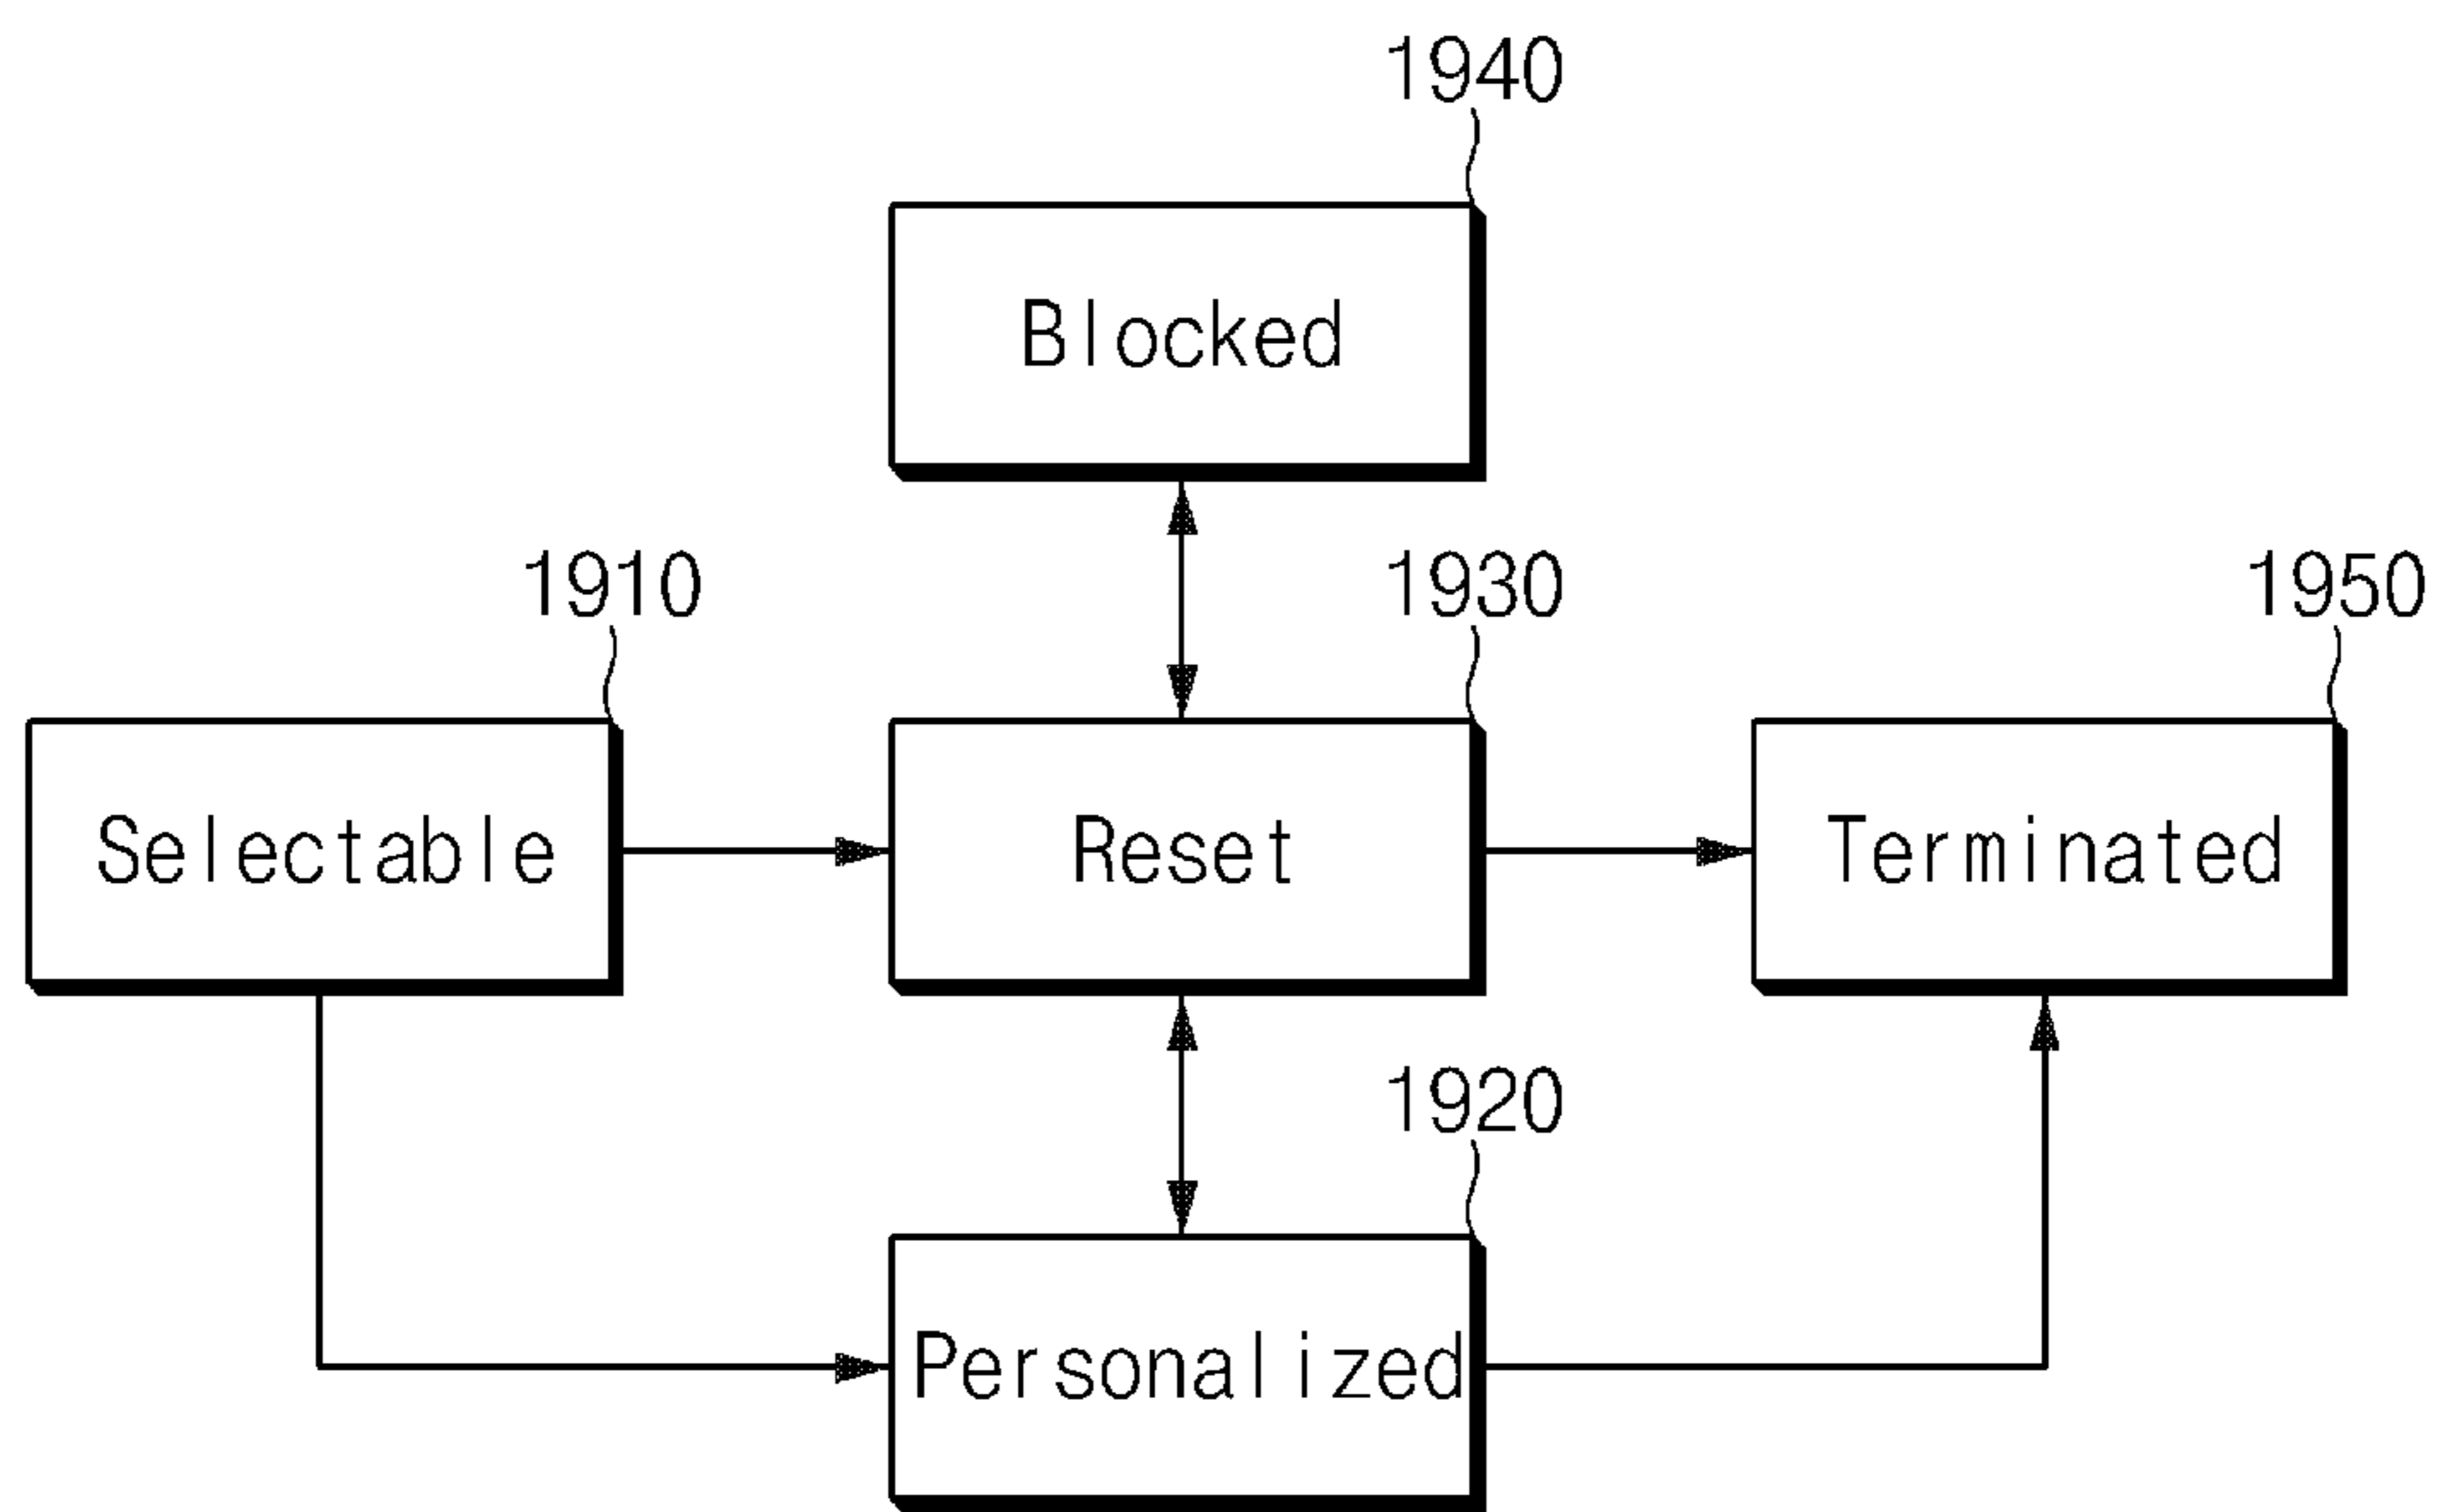 1940
Blocked
1910
1930
1950
Selectable
Reset
Terminated
1920
Personalized